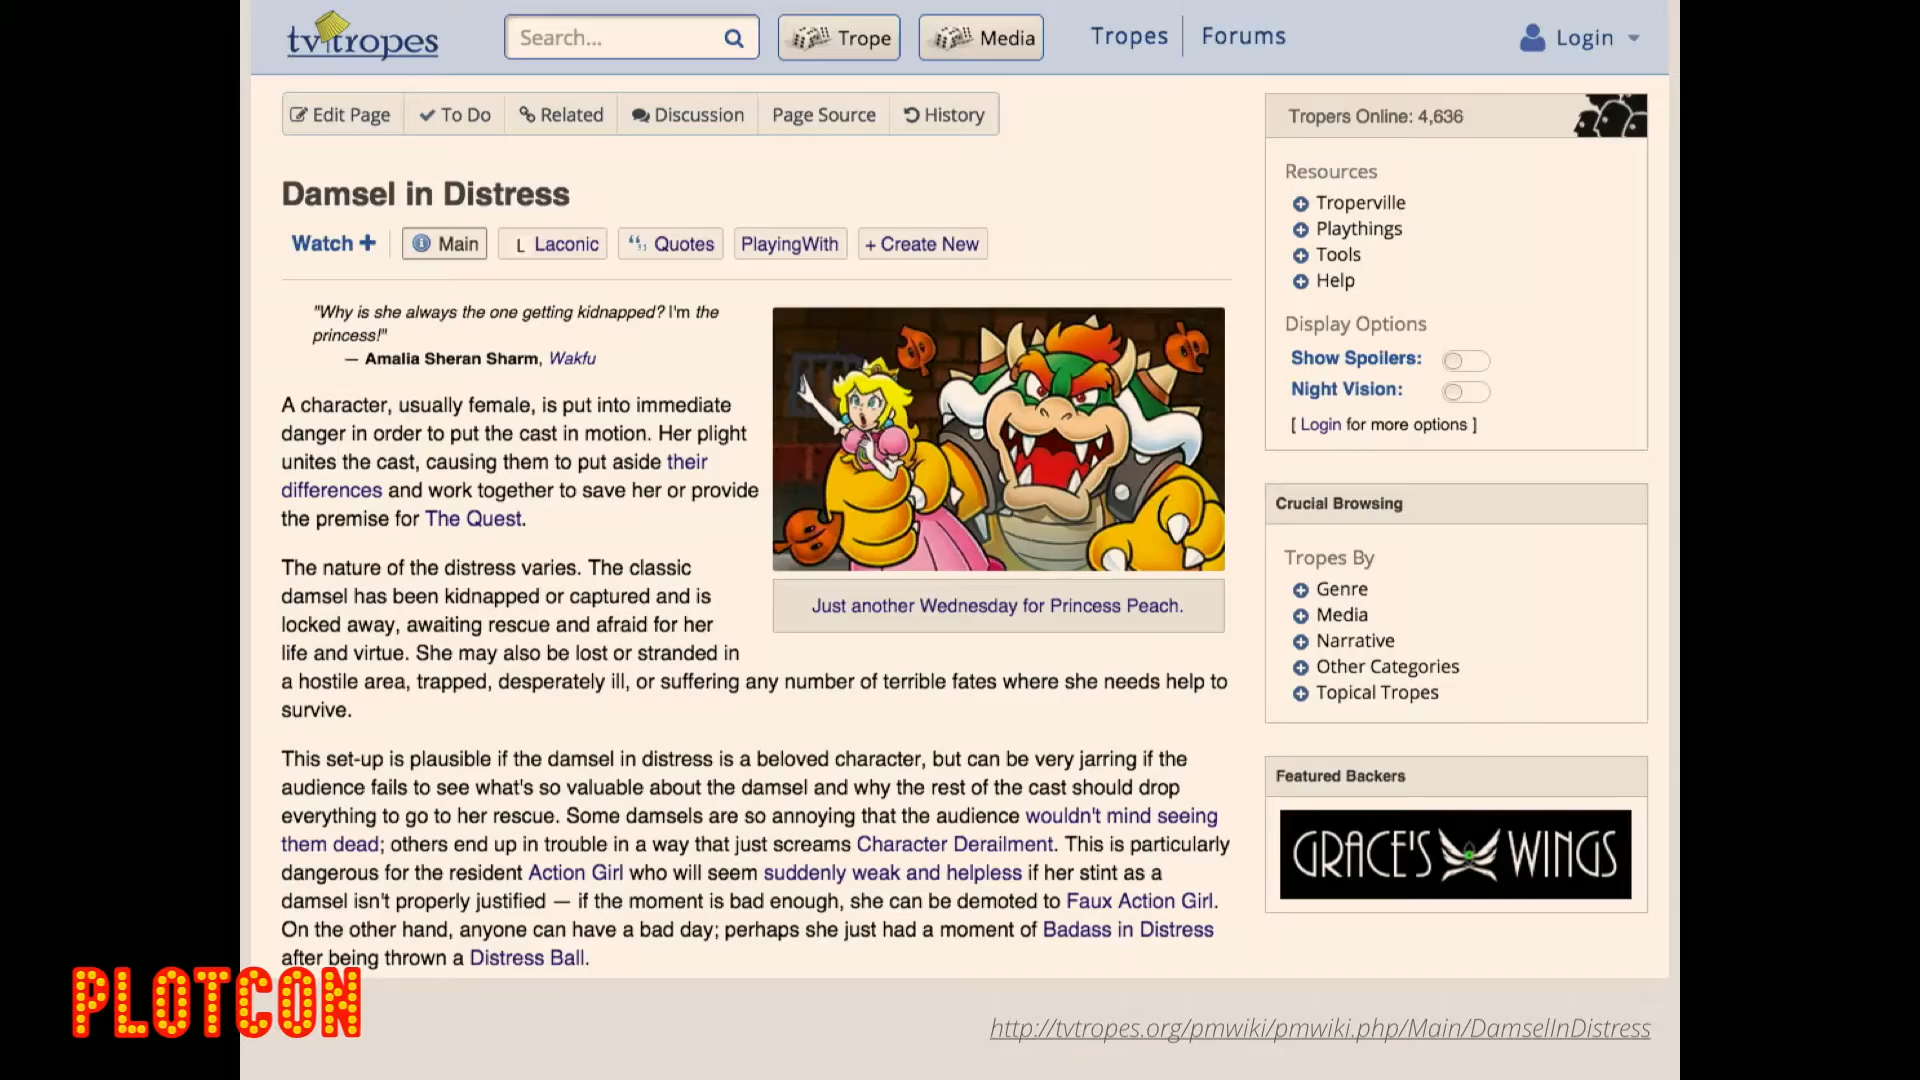 tvtropes
Search...
Trope
Media
Tropes
Forums
Login
Edit Page
To Do
Related
Discussion
Page Source
History
Damsel in Distress
Watch +
Main
L Laconic
Quotes
PlayingWith
+ Create New
"Why is she always the one getting kidnapped? I'm the
princess!"
— Amalia Sheran Sharm, Wakfu
A character, usually female, is put into immediate
danger in order to put the cast in motion. Her plight
unites the cast, causing them to put aside their
differences and work together to save her or provide
the premise for The Quest.
The nature of the distress varies. The classic
damsel has been kidnapped or captured and is
locked away, awaiting rescue and afraid for her
life and virtue. She may also be lost or stranded in
a hostile area, trapped, desperately ill, or suffering any number of terrible fates where she needs help to
survive.
Just another Wednesday for Princess Peach.
This set-up is plausible if the damsel in distress is a beloved character, but can be very jarring if the
audience fails to see what's so valuable about the damsel and why the rest of the cast should drop
everything to go to her rescue. Some damsels are so annoying that the audience wouldn't mind seeing
them dead; others end up in trouble in a way that just screams Character Derailment. This is particularly
dangerous for the resident Action Girl who will seem suddenly weak and helpless if her stint as a
damsel isn't properly justified — if the moment is bad enough, she can be demoted to Faux Action Girl.
On the other hand, anyone can have a bad day; perhaps she just had a moment of Badass in Distress
after being thrown a Distress Ball.
Tropers Online: 4,636
Resources
Troperville
Playthings
Tools
Help
Display Options
Show Spoilers:
Night Vision:
[ Login for more options ]
Crucial Browsing
Tropes By
Genre
Media
Narrative
Other Categories
Topical Tropes
Featured Backers
GRACE'S WINGS
PLOTCON
http://tvtropes.org/pmwiki/pmwiki.php/Main/DamselInDistress